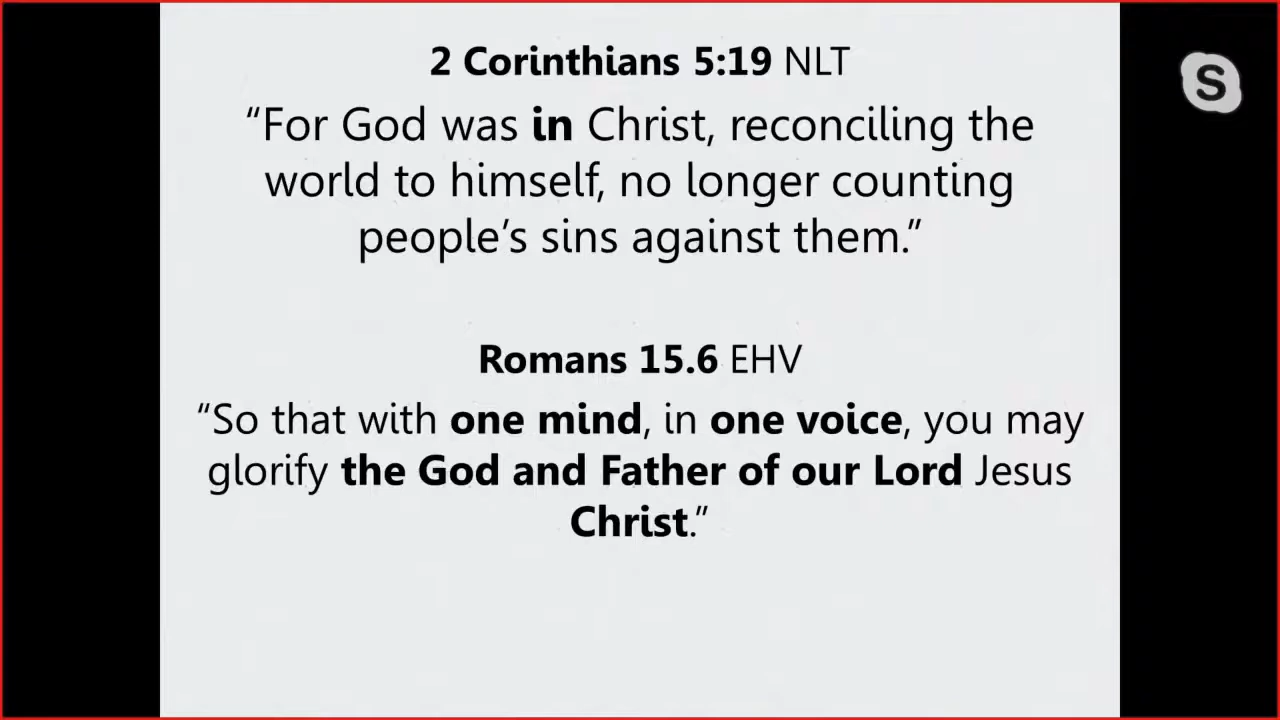 2 Corinthians 5:19 NLT
“For God was in Christ, reconciling the
world to himself, no longer counting
people’s sins against them.”
Romans 15.6 EHV
“So that with one mind, in one voice, you may
glorify the God and Father of our Lord Jesus
Christ.”
S